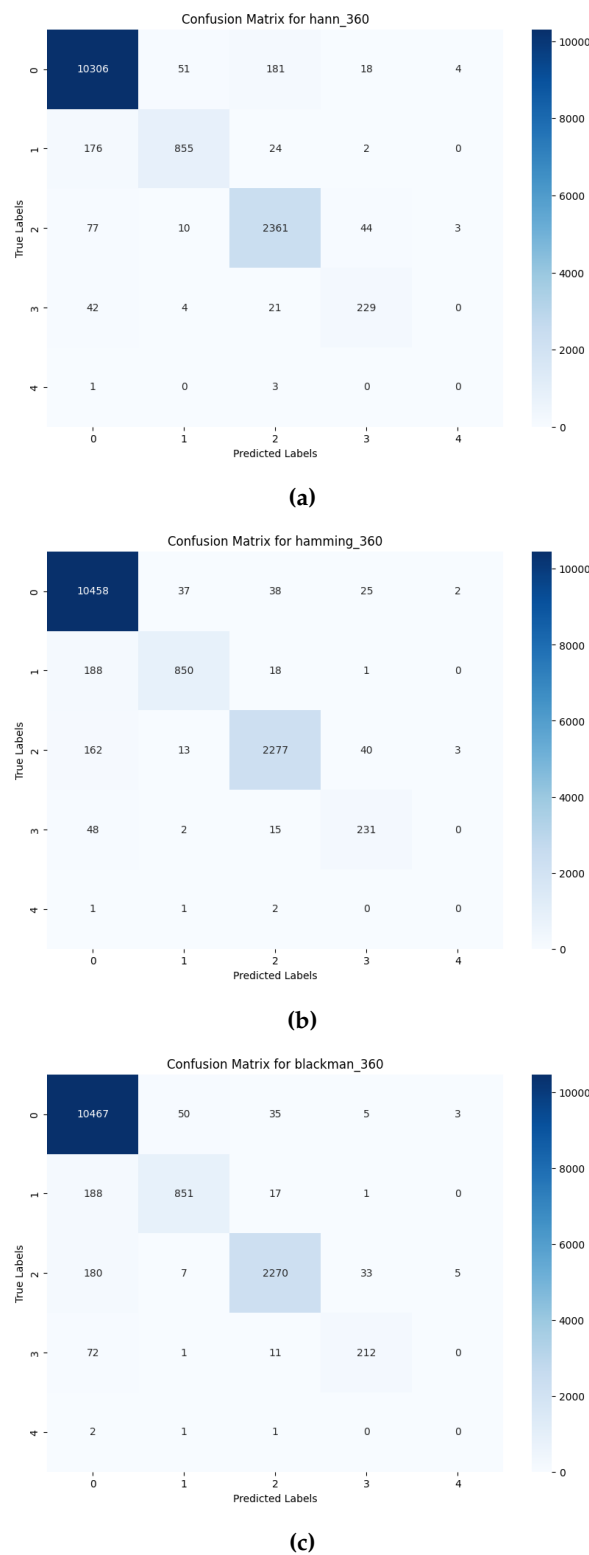 Confusion Matrix for hann_360
0 10306 51 181 18 4
1 176 855 24 2 0
2 77 10 2361 44 3
3 42 4 21 229 0
4 1 0 3 0 0
0 1 2 3 4
True Labels
Predicted Labels
10000
8000
6000
4000
2000
0
(a)
Confusion Matrix for hamming_360
0 10458 37 38 25 2
1 188 850 18 1 0
2 162 13 2277 40 3
3 48 2 15 231 0
4 1 1 2 0 0
0 1 2 3 4
True Labels
Predicted Labels
10000
8000
6000
4000
2000
0
(b)
Confusion Matrix for blackman_360
0 10467 50 35 5 3
1 188 851 17 1 0
2 180 7 2270 33 5
3 72 1 11 212 0
4 2 1 1 0 0
0 1 2 3 4
True Labels
Predicted Labels
10000
8000
6000
4000
2000
0
(c)